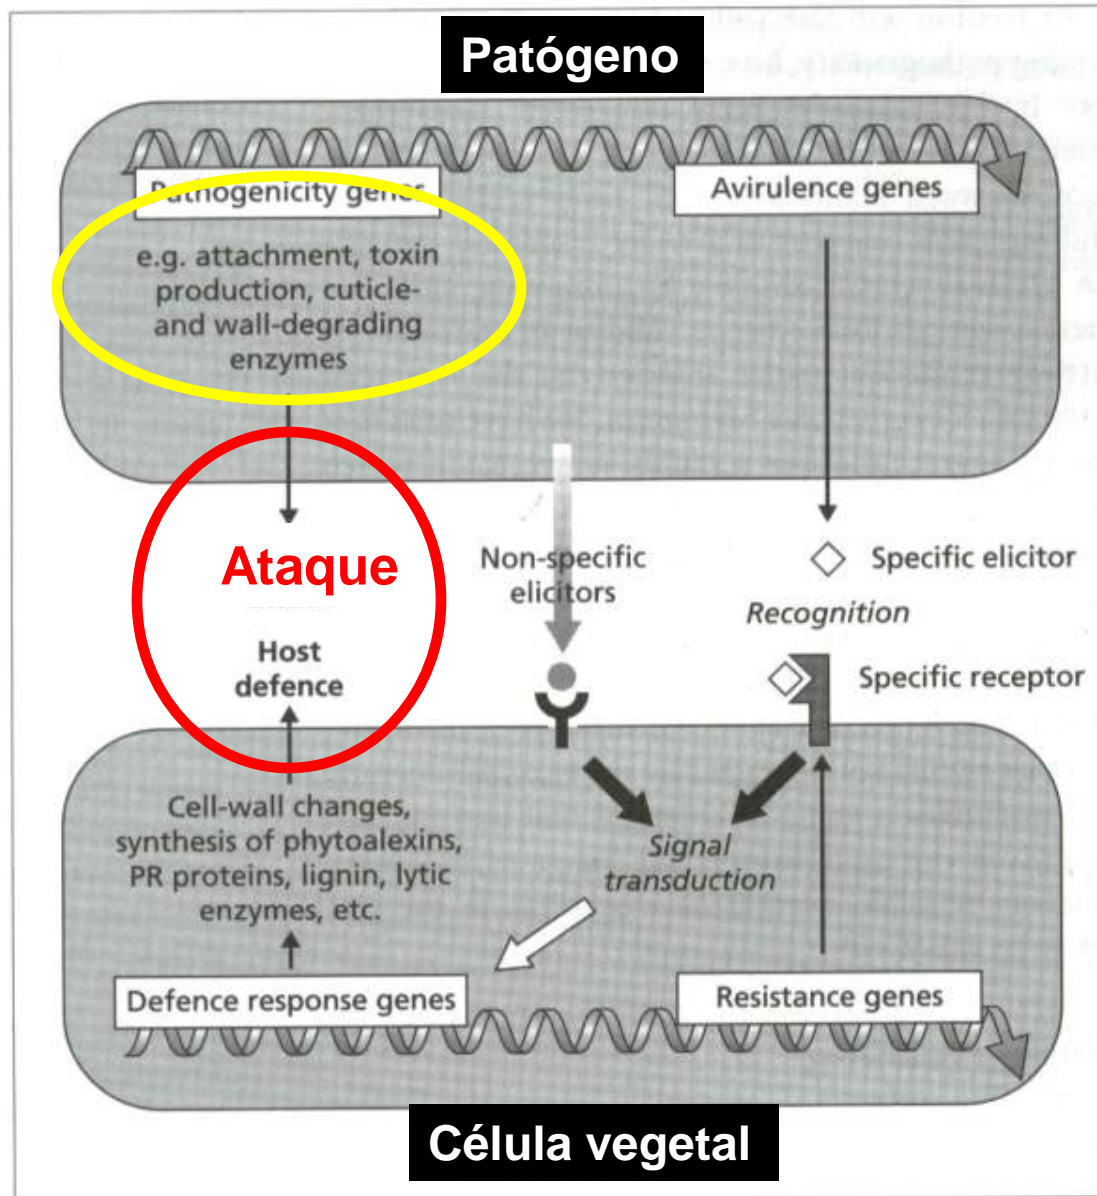 Patógeno
Pathogenicity genes
e.g. attachment, toxin
production, cuticle-
and wall-degrading
enzymes
Avirulence genes
Ataque
Host
defence
Non-specific
elicitors
Specific elicitor
Recognition
Specific receptor
Cell-wall changes,
synthesis of phytoalexins,
PR proteins, lignin, lytic
enzymes, etc.
Signal
transduction
Defence response genes
Resistance genes
Célula vegetal